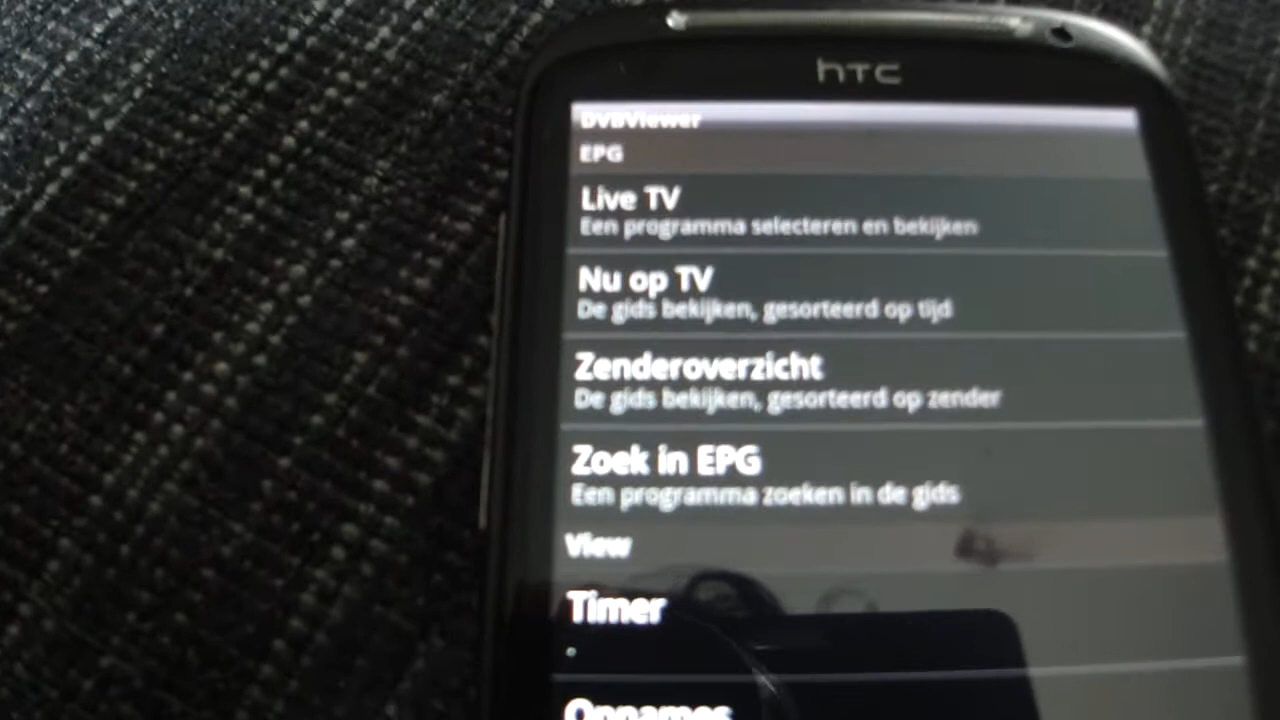 hTC
DVBViewer
EPG
Live TV
Een programma selecteren en bekijken
Nu op TV
De gids bekijken, gesorteerd op tijd
Zenderoverzicht
De gids bekijken, gesorteerd op zender
Zoek in EPG
Een programma zoeken in de gids
View
Timer
.
Opnames